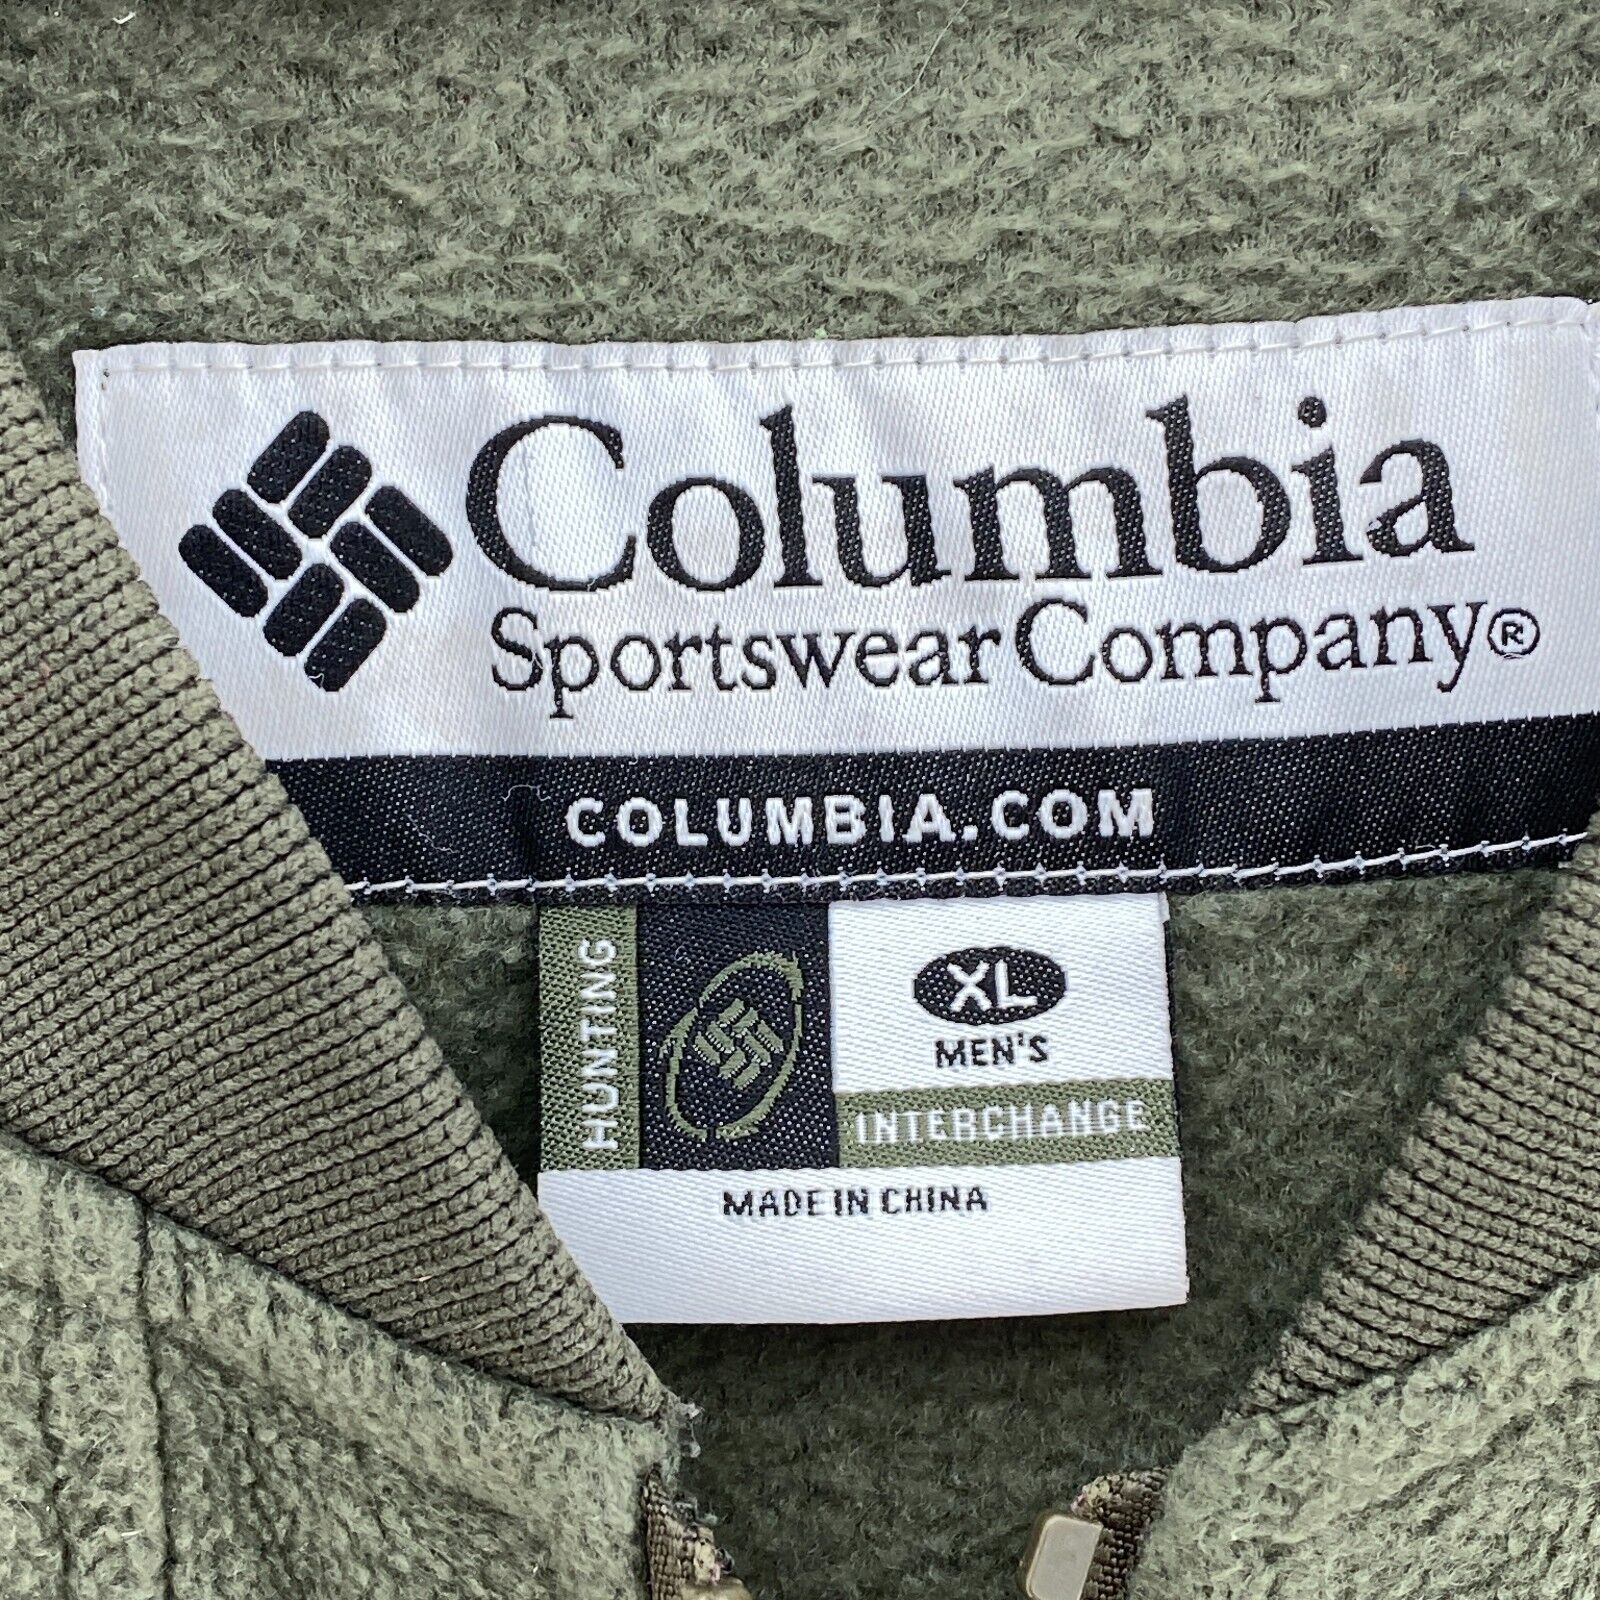 Columbia
Sportswear Company®
COLUMBIA.COM
HUNTING
XL
MEN'S
INTERCHANGE
MADE IN CHINA